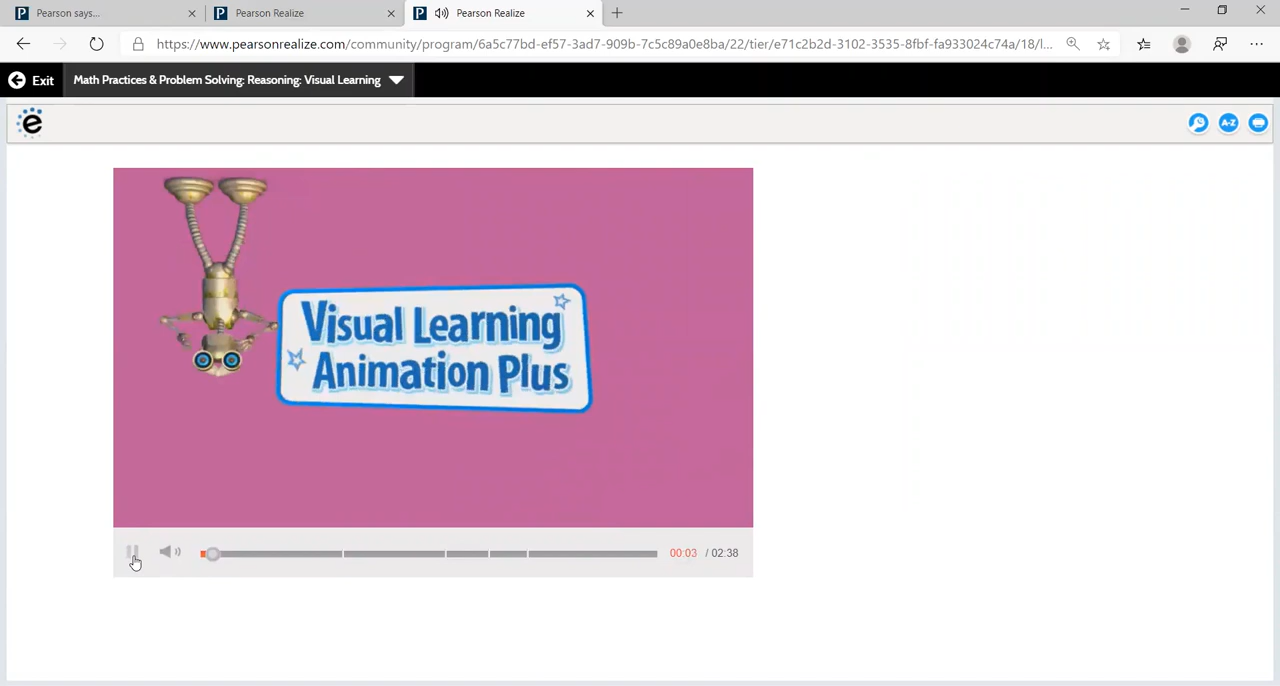 Pearson says...
Pearson Realize
Pearson Realize
https://www.pearsonrealize.com/community/program/6a5c77bd-ef57-3ad7-909b-7c5c89a0e8ba/22/tier/e71c2b2d-3102-3535-8fbf-fa933024c74a/18/l...
Exit
Math Practices & Problem Solving: Reasoning: Visual Learning
e
A-Z
Visual Learning
Animation Plus
00:03 / 02:38